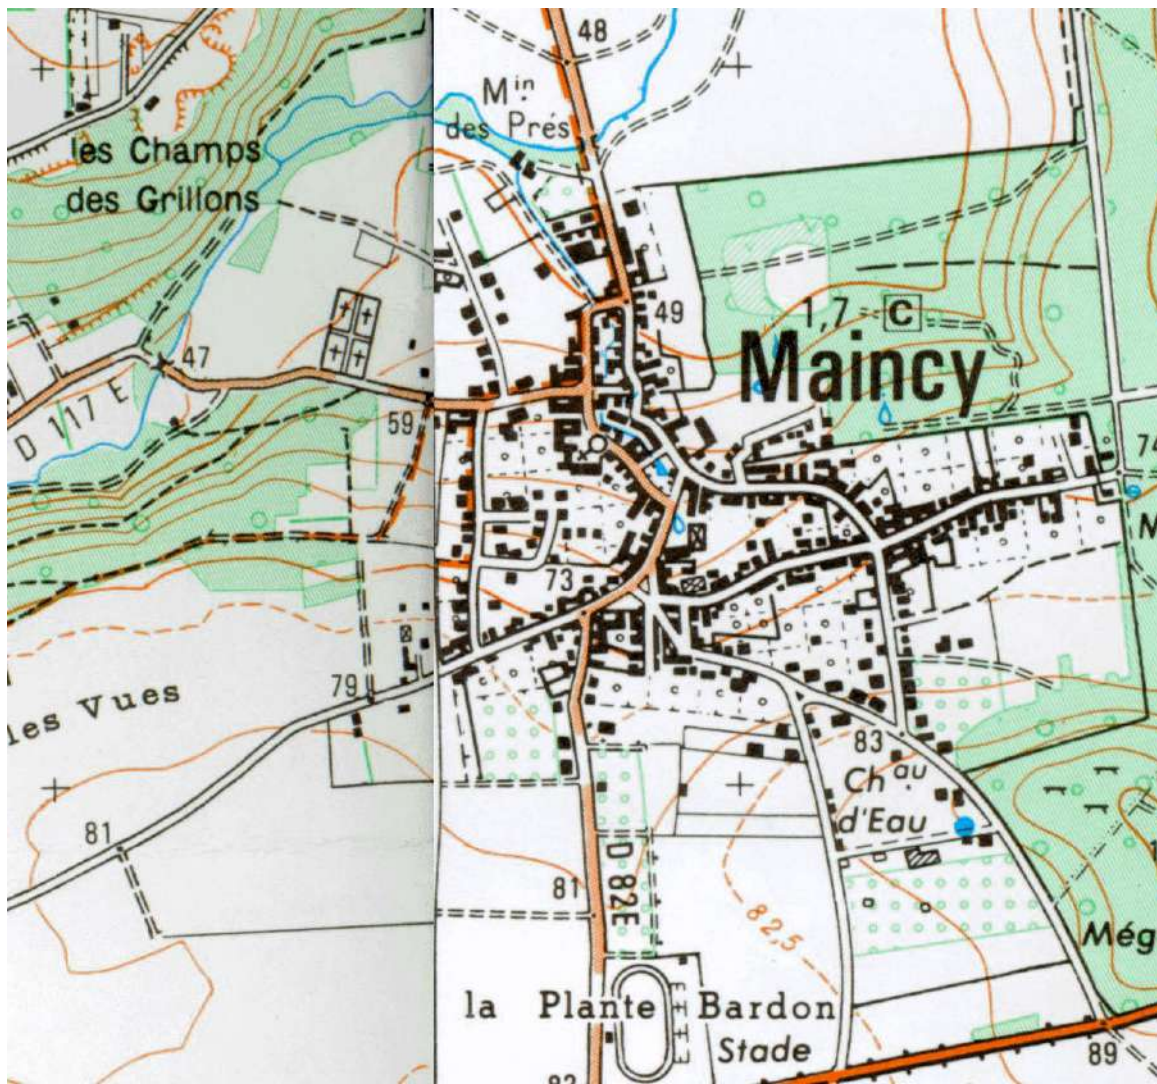 48
Mⁱⁿ
des Prés
les Champs
des Grillons
1,7 C
49
47
Maincy
D 117 E
59
74
M
73
79
les Vues
83
Chᵃᵘ
d'Eau
81
81
D 82E
82,5
Még
la Plante Bardon
Stade
89